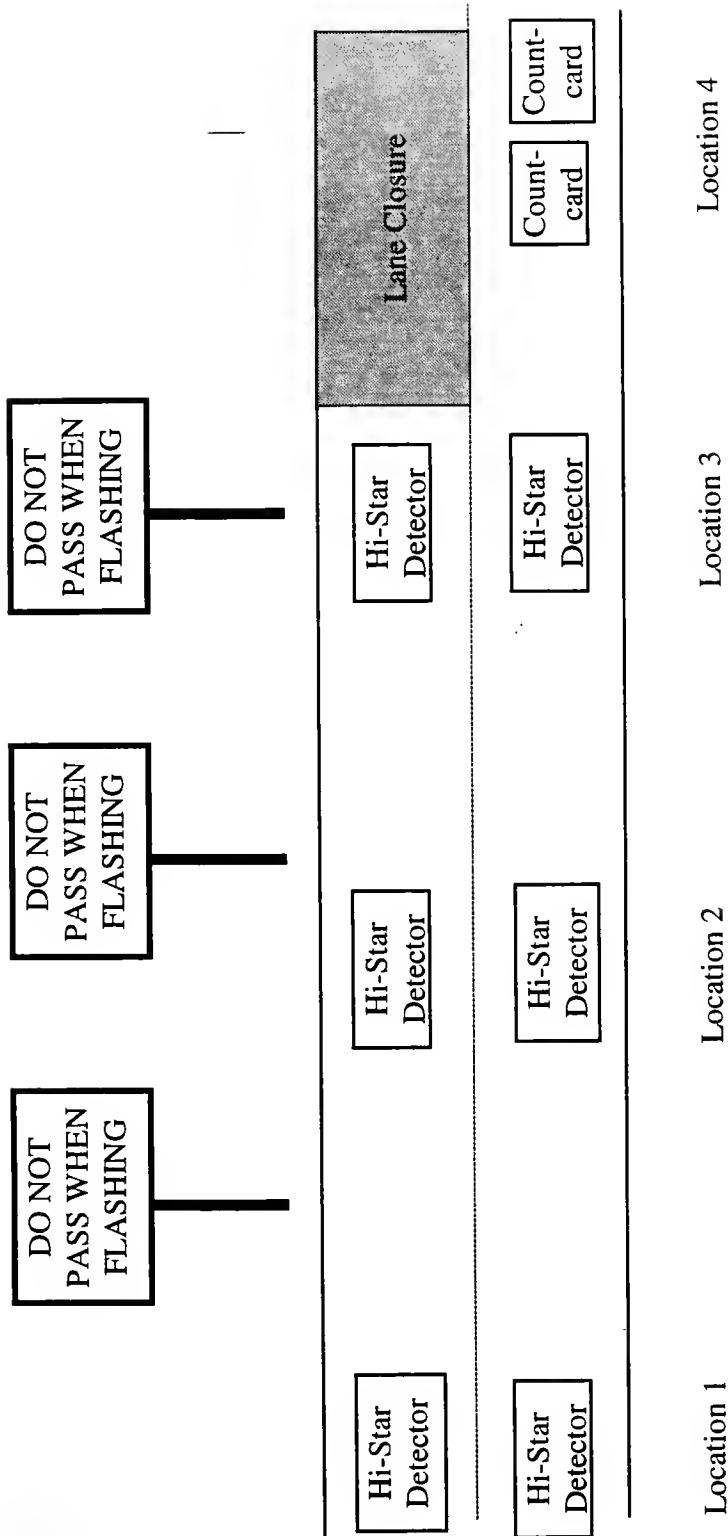 DO NOT
PASS WHEN
FLASHING
DO NOT
PASS WHEN
FLASHING
DO NOT
PASS WHEN
FLASHING
Lane Closure
Hi-Star
Detector
Hi-Star
Detector
Hi-Star
Detector
Hi-Star
Detector
Hi-Star
Detector
Hi-Star
Detector
Count-
card
Count-
card
Location 1
Location 2
Location 3
Location 4